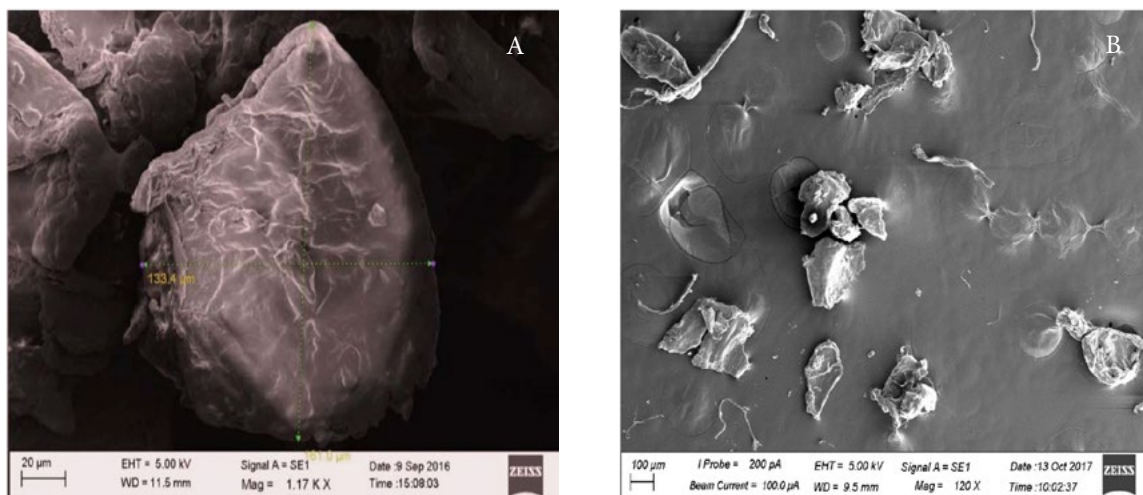 A
133.4 µm
161.0 µm
20 µm
EHT = 5.00 kV
Signal A = SE1
Date :9 Sep 2016
WD = 11.5 mm
Mag = 1.17 K X
Time :15:08:03
ZEISS
B
100 µm
I Probe = 200 pA
EHT = 5.00 kV
Signal A = SE1
Date :13 Oct 2017
Beam Current = 100.0 µA
WD = 9.5 mm
Mag = 120 X
Time :10:02:37
ZEISS